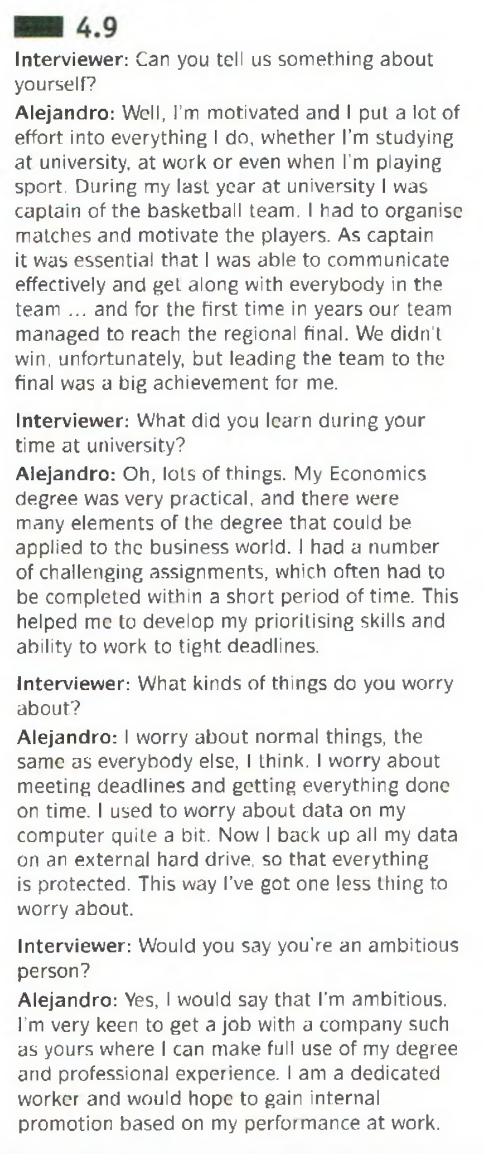 4.9
Interviewer: Can you tell us something about
yourself?
Alejandro: Well, I'm motivated and I put a lot of
effort into everything I do, whether I'm studying
at university, at work or even when I'm playing
sport. During my last year at university I was
captain of the basketball team. I had to organise
matches and motivate the players. As captain
it was essential that I was able to communicate
effectively and get along with everybody in the
team ... and for the first time in years our team
managed to reach the regional final. We didn't
win, unfortunately, but leading the team to the
final was a big achievement for me.
Interviewer: What did you learn during your
time at university?
Alejandro: Oh, lots of things. My Economics
degree was very practical, and there were
many elements of the degree that could be
applied to the business world. I had a number
of challenging assignments, which often had to
be completed within a short period of time. This
helped me to develop my prioritising skills and
ability to work to tight deadlines.
Interviewer: What kinds of things do you worry
about?
Alejandro: I worry about normal things, the
same as everybody else, I think. I worry about
meeting deadlines and getting everything done
on time. I used to worry about data on my
computer quite a bit. Now I back up all my data
on an external hard drive, so that everything
is protected. This way I've got one less thing to
worry about.
Interviewer: Would you say you're an ambitious
person?
Alejandro: Yes, I would say that I'm ambitious.
I'm very keen to get a job with a company such
as yours where I can make full use of my degree
and professional experience. I am a dedicated
worker and would hope to gain internal
promotion based on my performance at work.